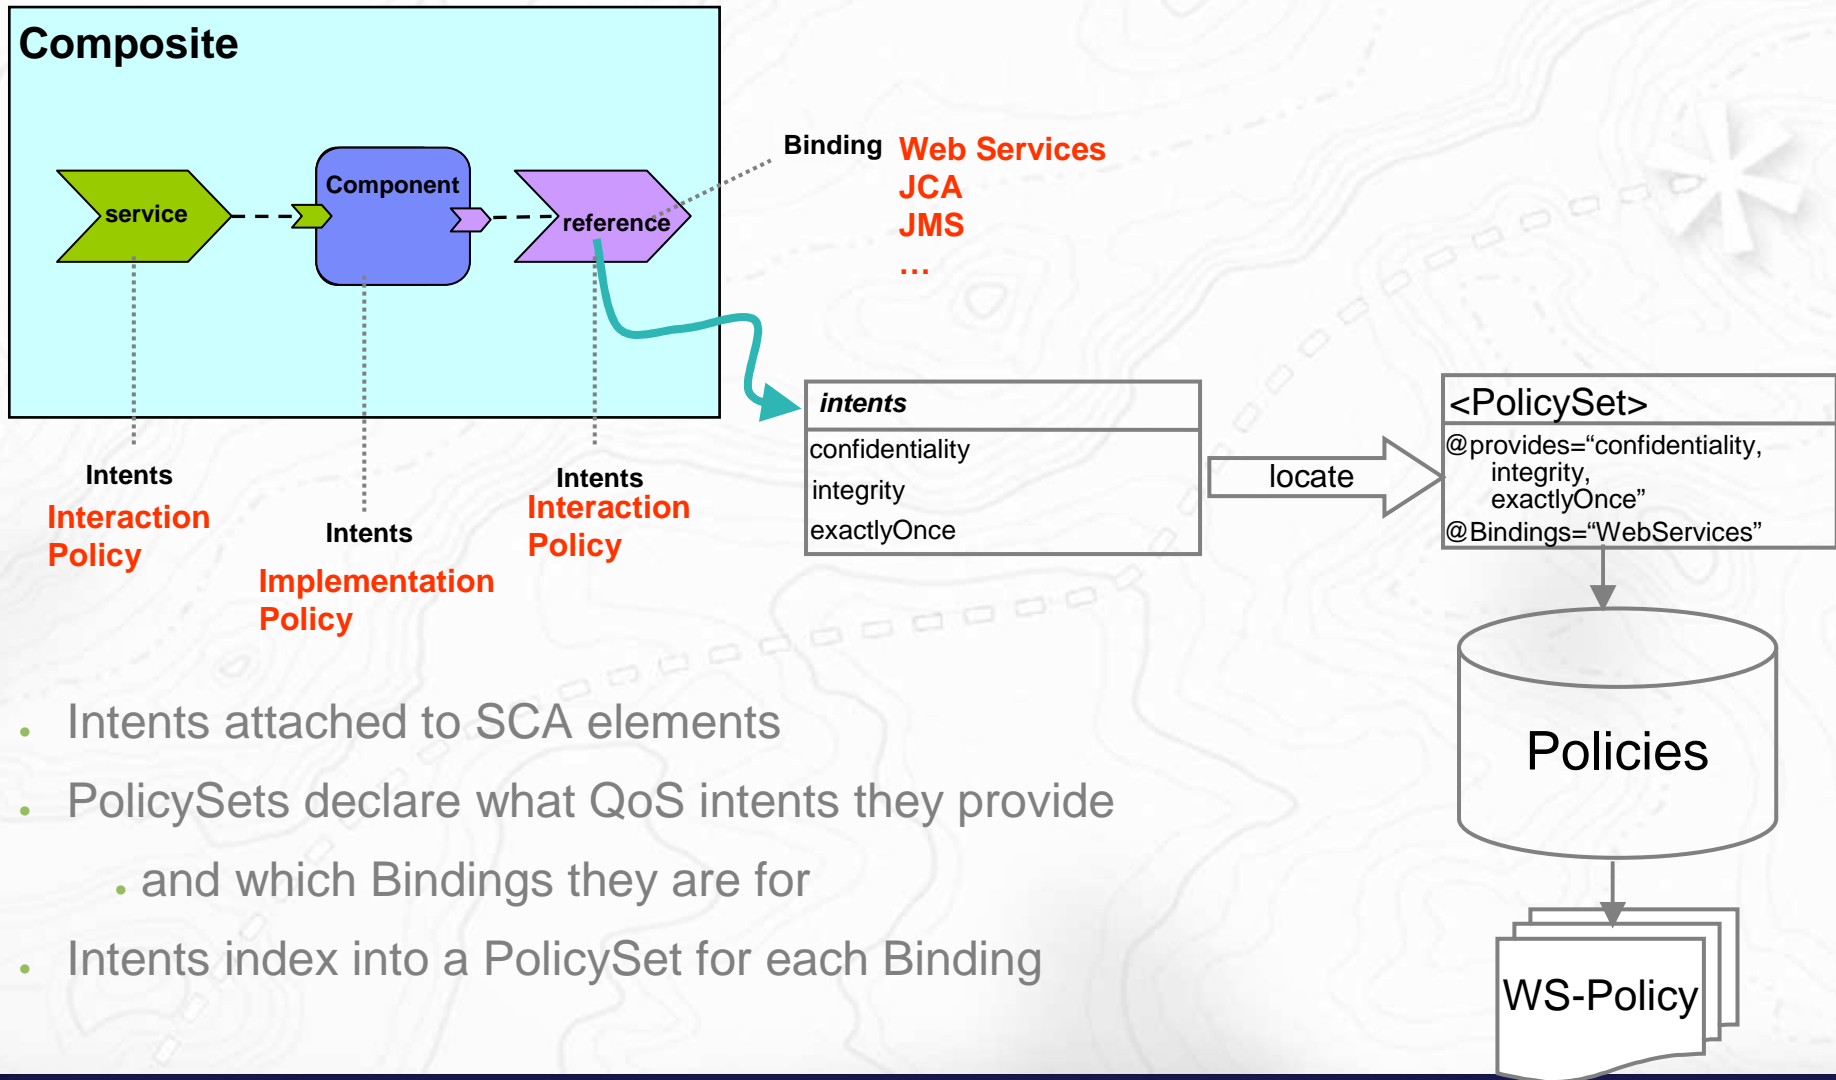 Composite
service
Component
reference
Binding
Web Services
JCA
JMS
...
Intents
Interaction
Policy
Intents
Implementation
Policy
Intents
Interaction
Policy
intents
confidentiality
integrity
exactlyOnce
locate
<PolicySet>
@provides=“confidentiality,
integrity,
exactlyOnce”
@Bindings=“WebServices”
Policies
WS-Policy
Intents attached to SCA elements
PolicySets declare what QoS intents they provide
and which Bindings they are for
Intents index into a PolicySet for each Binding